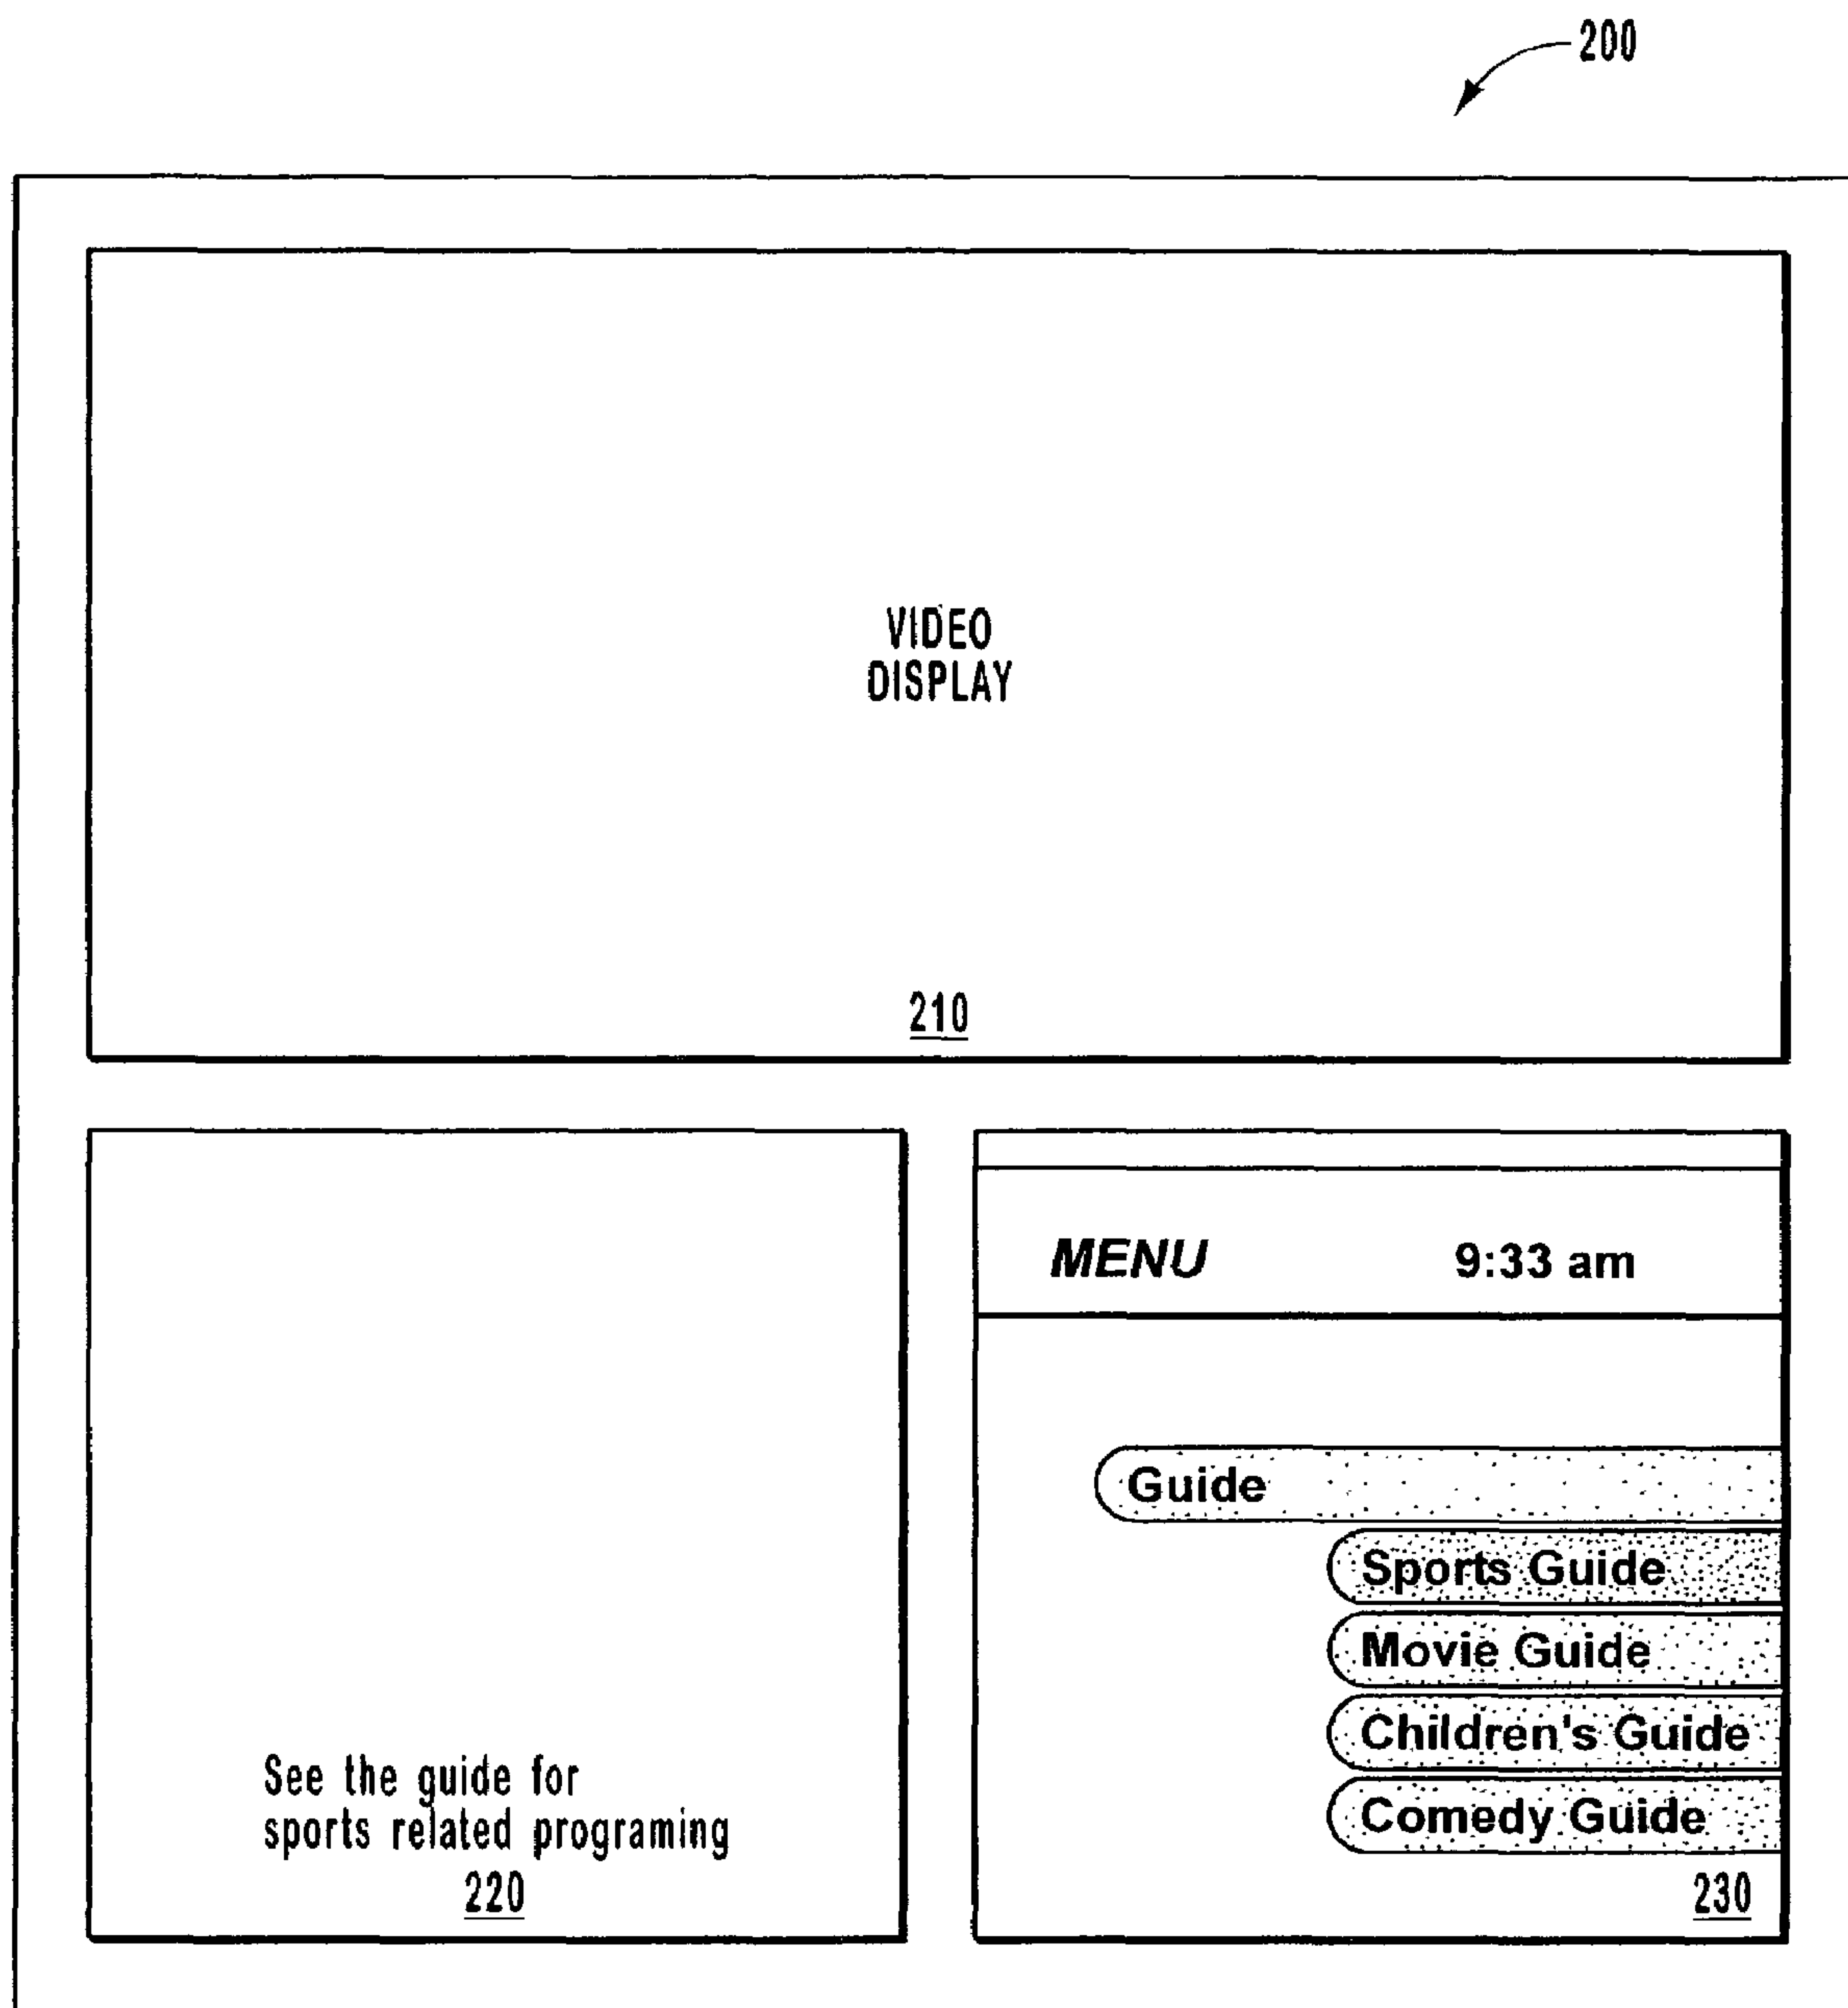 200
VIDEO
DISPLAY
210
See the guide for
sports related programing
220
MENU 9:33 am
Guide
Sports Guide
Movie Guide
Children's Guide
Comedy Guide
230